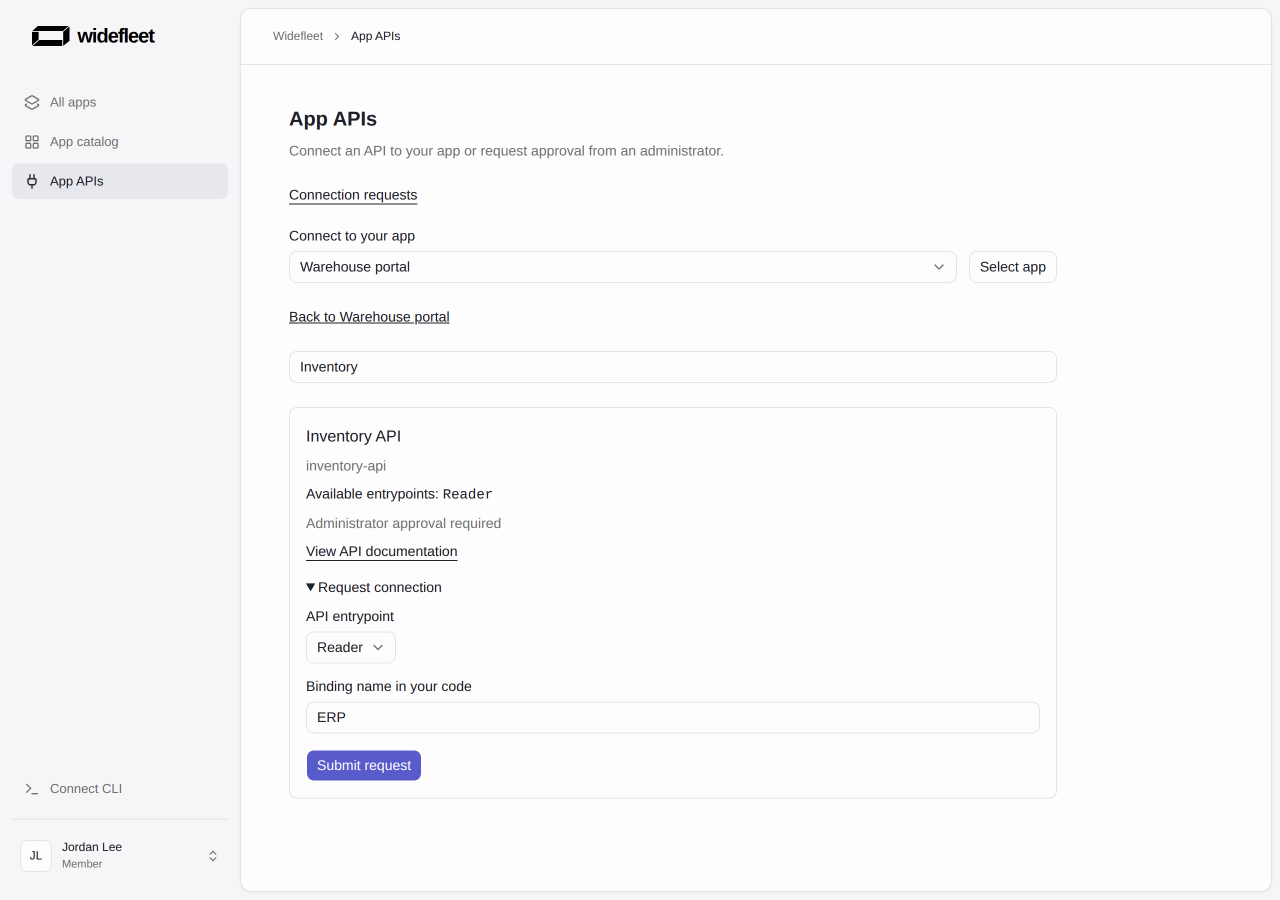 widefleet
Widefleet > App APIs
All apps
App catalog
App APIs
App APIs
Connect an API to your app or request approval from an administrator.
Connection requests
Connect to your app
Warehouse portal
Select app
Back to Warehouse portal
Inventory
Inventory API
inventory-api
Available entrypoints: Reader
Administrator approval required
View API documentation
Request connection
API entrypoint
Reader
Binding name in your code
ERP
Submit request
Connect CLI
JL
Jordan Lee
Member